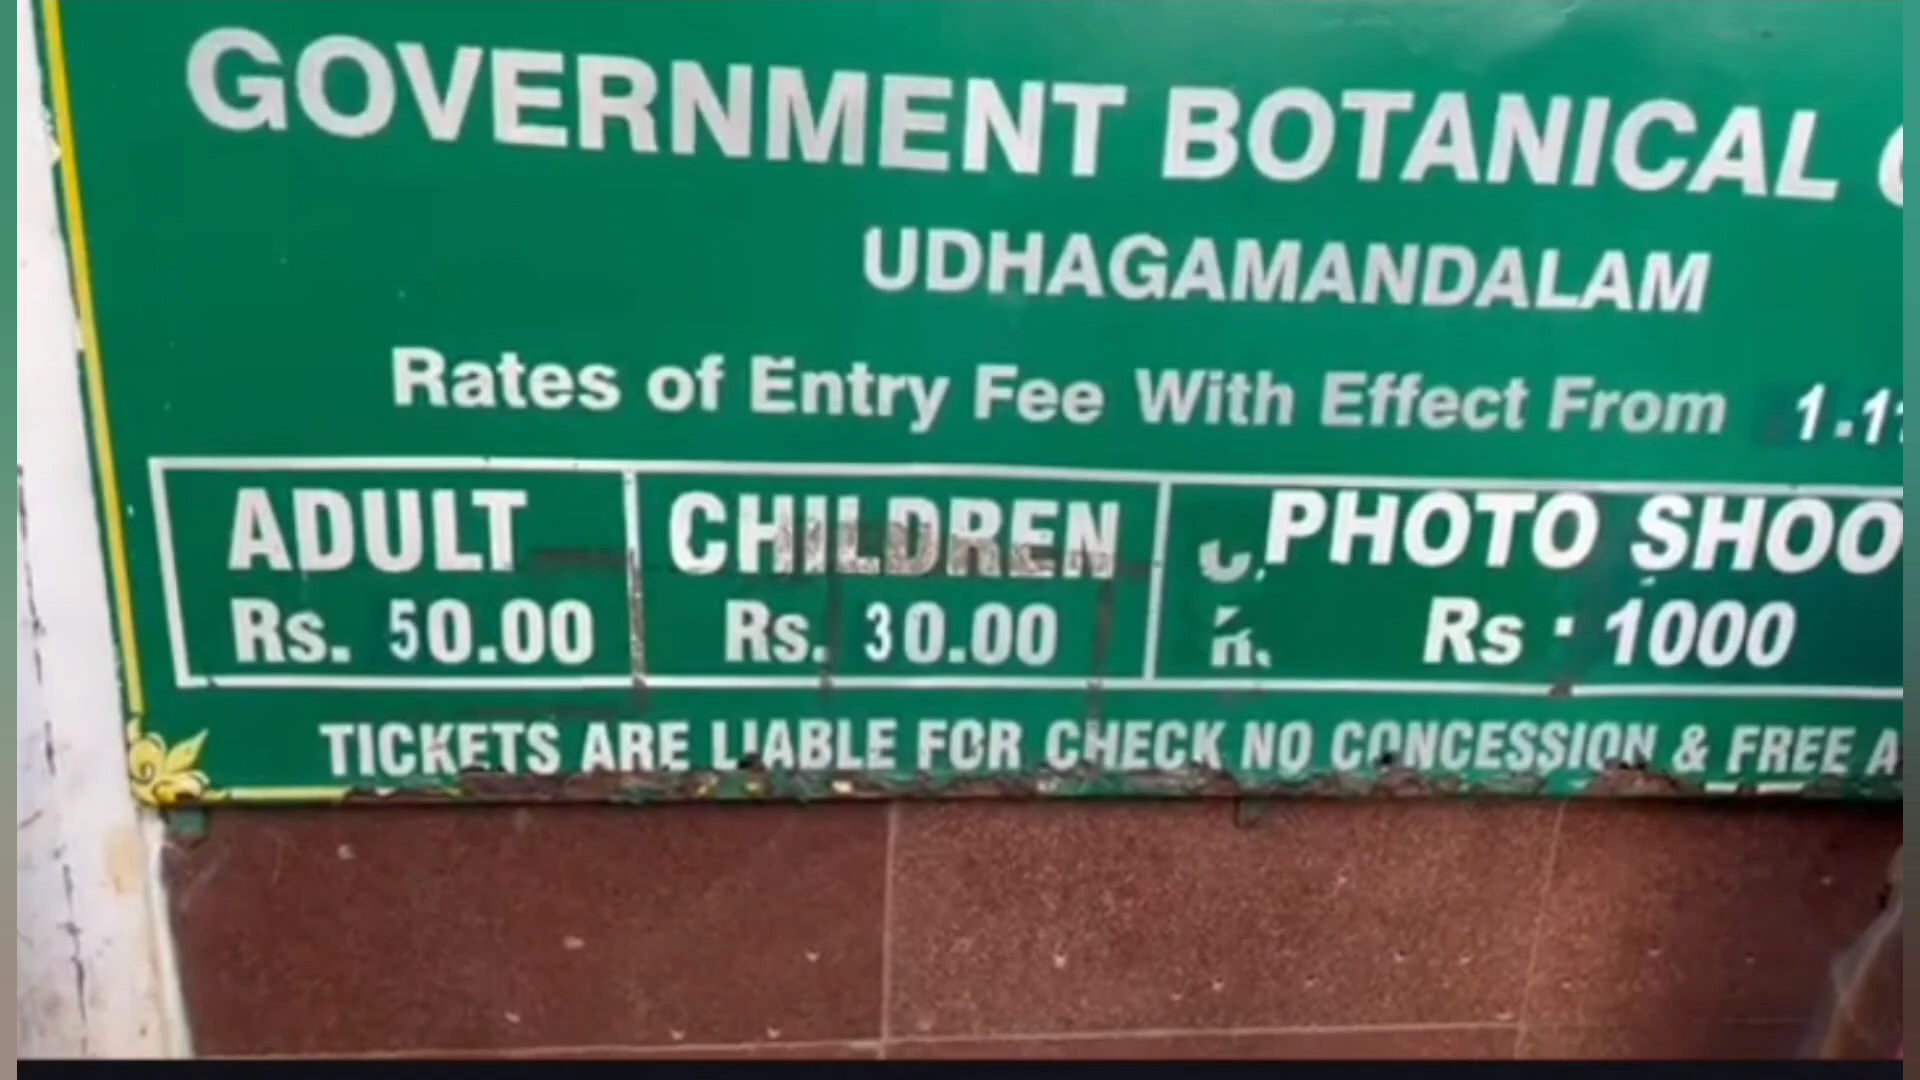 GOVERNMENT BOTANICAL
UDHAGAMANDALAM
Rates of Entry Fee With Effect From 1.1
ADULT CHILDREN PHOTO SHOO
Rs. 50.00 Rs. 30.00 Rs . 1000
TICKETS ARE LIABLE FOR CHECK NO CONCESSION & FREE A